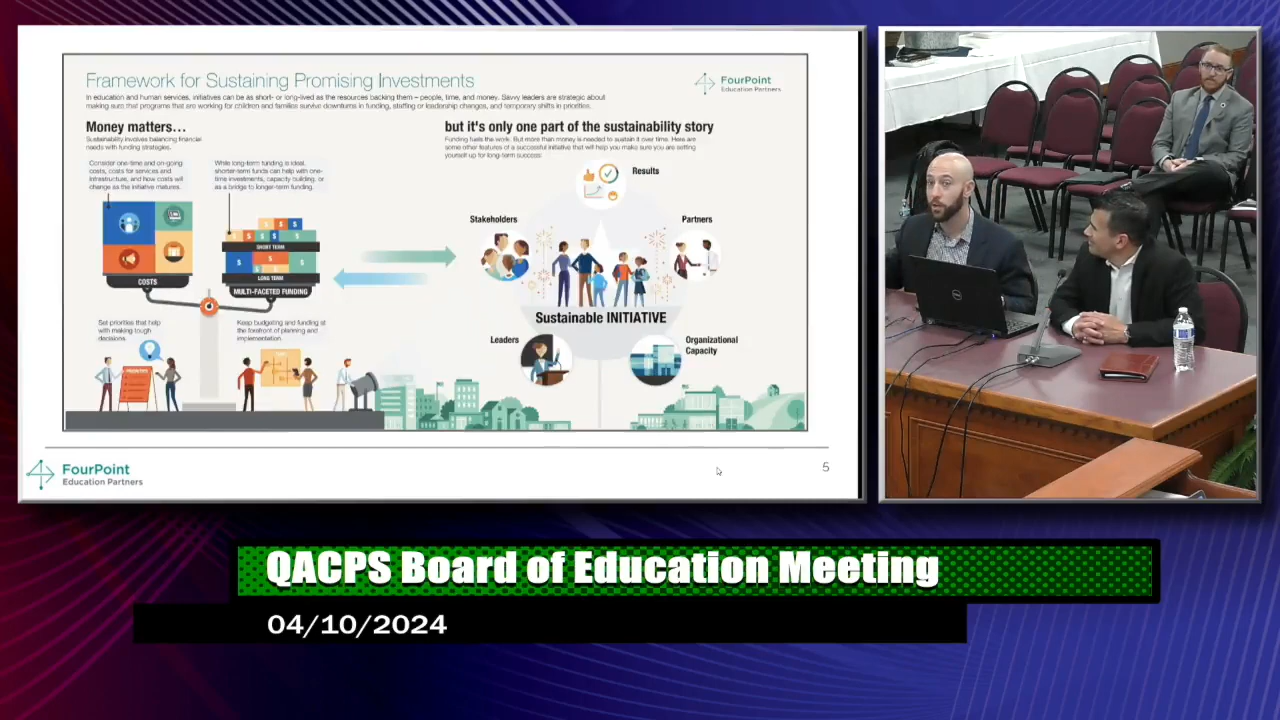 Framework for Sustaining Promising Investments
FourPoint
Education Partners
In education and human services, initiatives can be as short- or long-lived as the resources backing them – people, time, and money. Savvy leaders are strategic about
making sure that programs that are working for children and families survive downturns in funding, staffing or leadership changes, and temporary shifts in priorities.
Money matters…
Sustainability involves balancing financial
needs with funding strategies.
Consider one-time and on-going
costs, costs for services and
infrastructure, and how costs will
change as the initiative matures.
While long-term funding is ideal,
shorter-term funds can help with one-
time investments, capacity building, or
as a bridge to longer-term funding.
SHORT TERM
LONG TERM
COSTS
MULTI-FACETED FUNDING
Set priorities that help
with making tough
decisions.
Keep budgeting and funding at
the forefront of planning and
implementation.
PRIORITIES
but it's only one part of the sustainability story
Funding fuels the work. But more than money is needed to sustain it over time. Here are
some other features of a successful initiative that will help you make sure you are setting
yourself up for long-term success:
Results
Stakeholders
Partners
Sustainable INITIATIVE
Leaders
Organizational
Capacity
FourPoint
Education Partners
5
DELL
QACPS Board of Education Meeting
04/10/2024